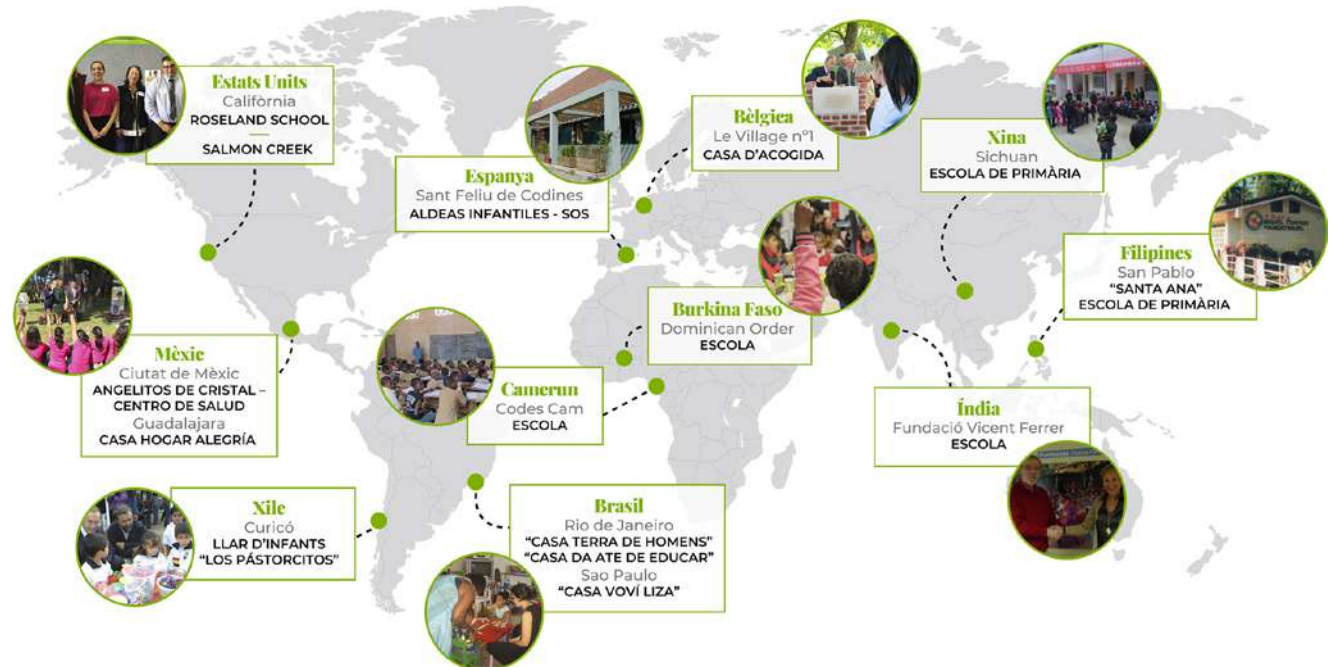 Estats Units
Califòrnia
ROSELAND SCHOOL
SALMON CREEK
Espanya
Sant Feliu de Codines
ALDEAS INFANTILES - SOS
Bèlgica
Le Village nº1
CASA D’ACOGIDA
Xina
Sichuan
ESCOLA DE PRIMÀRIA
Filipines
San Pablo
“SANTA ANA”
ESCOLA DE PRIMÀRIA
Mèxic
Ciutat de Mèxic
ANGELITOS DE CRISTAL –
CENTRO DE SALUD
Guadalajara
CASA HOGAR ALEGRÍA
Camerun
Codes Cam
ESCOLA
Burkina Faso
Dominican Order
ESCOLA
Índia
Fundació Vicent Ferrer
ESCOLA
Xile
Curicó
LLAR D’INFANTS
“LOS PÁSTORCITOS”
Brasil
Rio de Janeiro
“CASA TERRA DE HOMENS”
“CASA DA ATE DE EDUCAR”
Sao Paulo
“CASA VOVÍ LIZA”